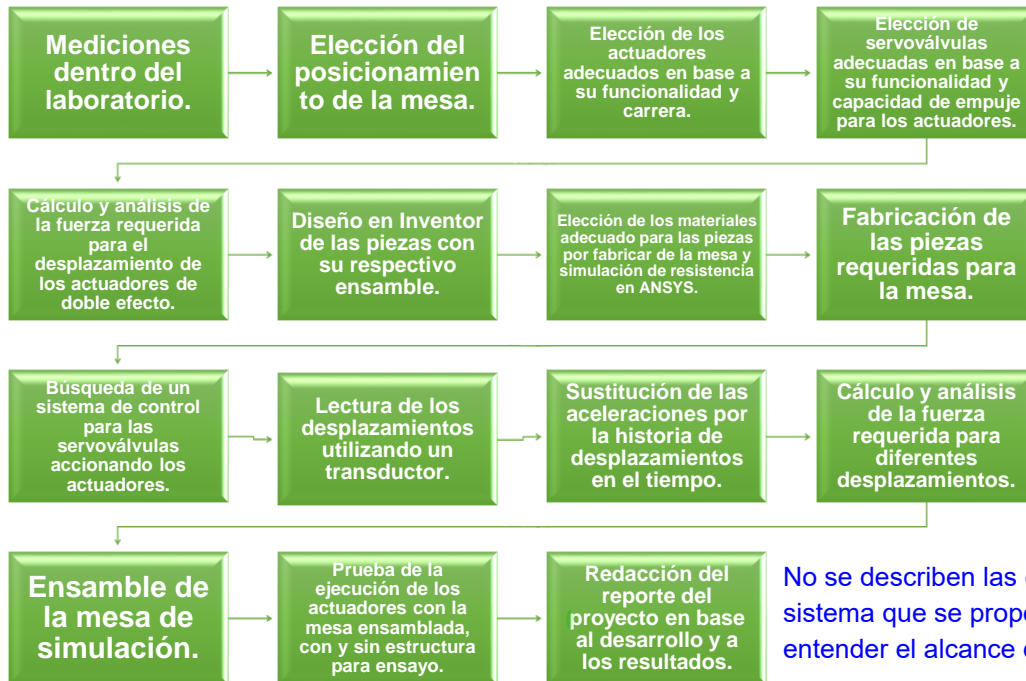 Mediciones
dentro del
laboratorio.
Elección del
posicionamien
to de la mesa.
Elección de los
actuadores
adecuados en base a
su funcionalidad y
carrera.
Elección de
servoválvulas
adecuadas en base a
su funcionalidad y
capacidad de empuje
para los actuadores.
Cálculo y análisis de
la fuerza requerida
para el
desplazamiento de
los actuadores de
doble efecto.
Diseño en Inventor
de las piezas con
su respectivo
ensamble.
Elección de los materiales
adecuado para las piezas
por fabricar de la mesa y
simulación de resistencia
en ANSYS.
Fabricación de
las piezas
requeridas para
la mesa.
Búsqueda de un
sistema de control
para las
servoválvulas
accionando los
actuadores.
Lectura de los
desplazamientos
utilizando un
transductor.
Sustitución de las
aceleraciones por
la historia de
desplazamientos
en el tiempo.
Cálculo y análisis
de la fuerza
requerida para
diferentes
desplazamientos.
Ensamble de
la mesa de
simulación.
Prueba de la
ejecución de los
actuadores con la
mesa ensamblada,
con y sin estructura
para ensayo.
Redacción del
reporte del
proyecto en base
al desarrollo y a
los resultados.
No se describen las
sistema que se
entender el alcance